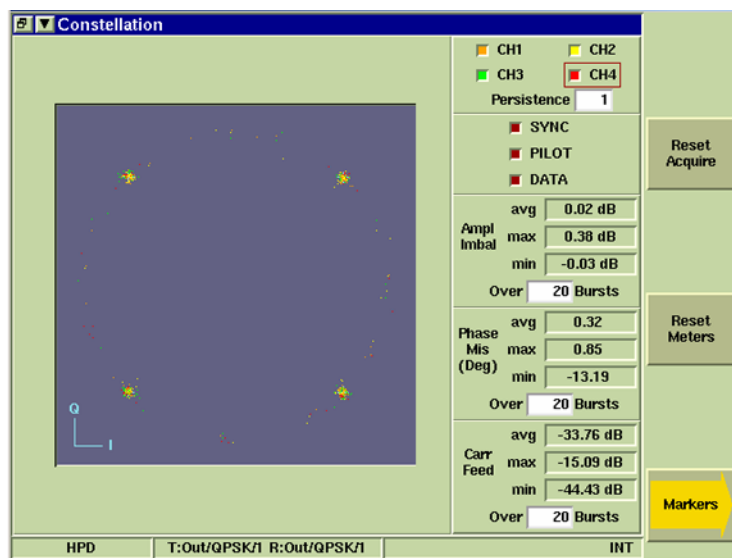 Constellation
CH1 CH2
CH3 CH4
Persistence 1
SYNC
PILOT
DATA
Ampl Imbal
avg 0.02 dB
max 0.38 dB
min -0.03 dB
Over 20 Bursts
Phase Mis (Deg)
avg 0.32
max 0.85
min -13.19
Over 20 Bursts
Carr Feed
avg -33.76 dB
max -15.09 dB
min -44.43 dB
Over 20 Bursts
Q
I
Reset Acquire
Reset Meters
Markers
HPD T:Out/QPSK/1 R:Out/QPSK/1 INT